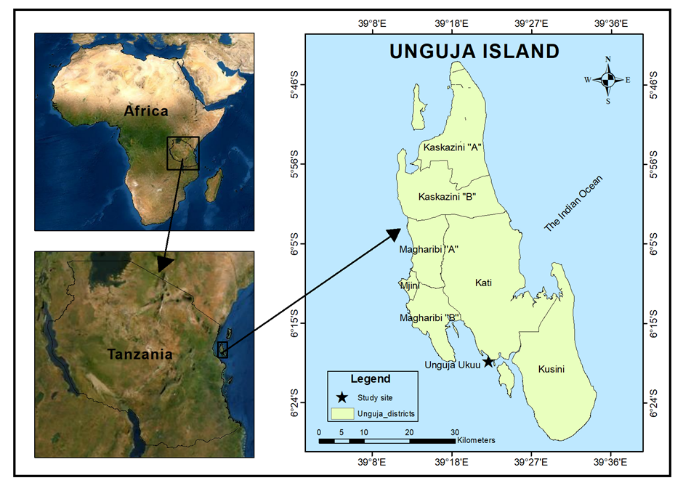 Africa
Tanzania
39°8'E 39°18'E 39°27'E 39°36'E
UNGUJA ISLAND
N
W E
S
5°46'S 5°46'S
Kaskazini "A"
5°56'S 5°56'S
Kaskazini "B"
The Indian Ocean
6°5'S 6°5'S
Magharibi "A"
Mjini
Kati
6°15'S 6°15'S
Magharibi "B"
Unguja Ukuu
Kusini
Legend
Study site
Unguja_districts
6°24'S 6°24'S
0 5 10 20 30
Kilometers
39°8'E 39°18'E 39°27'E 39°36'E